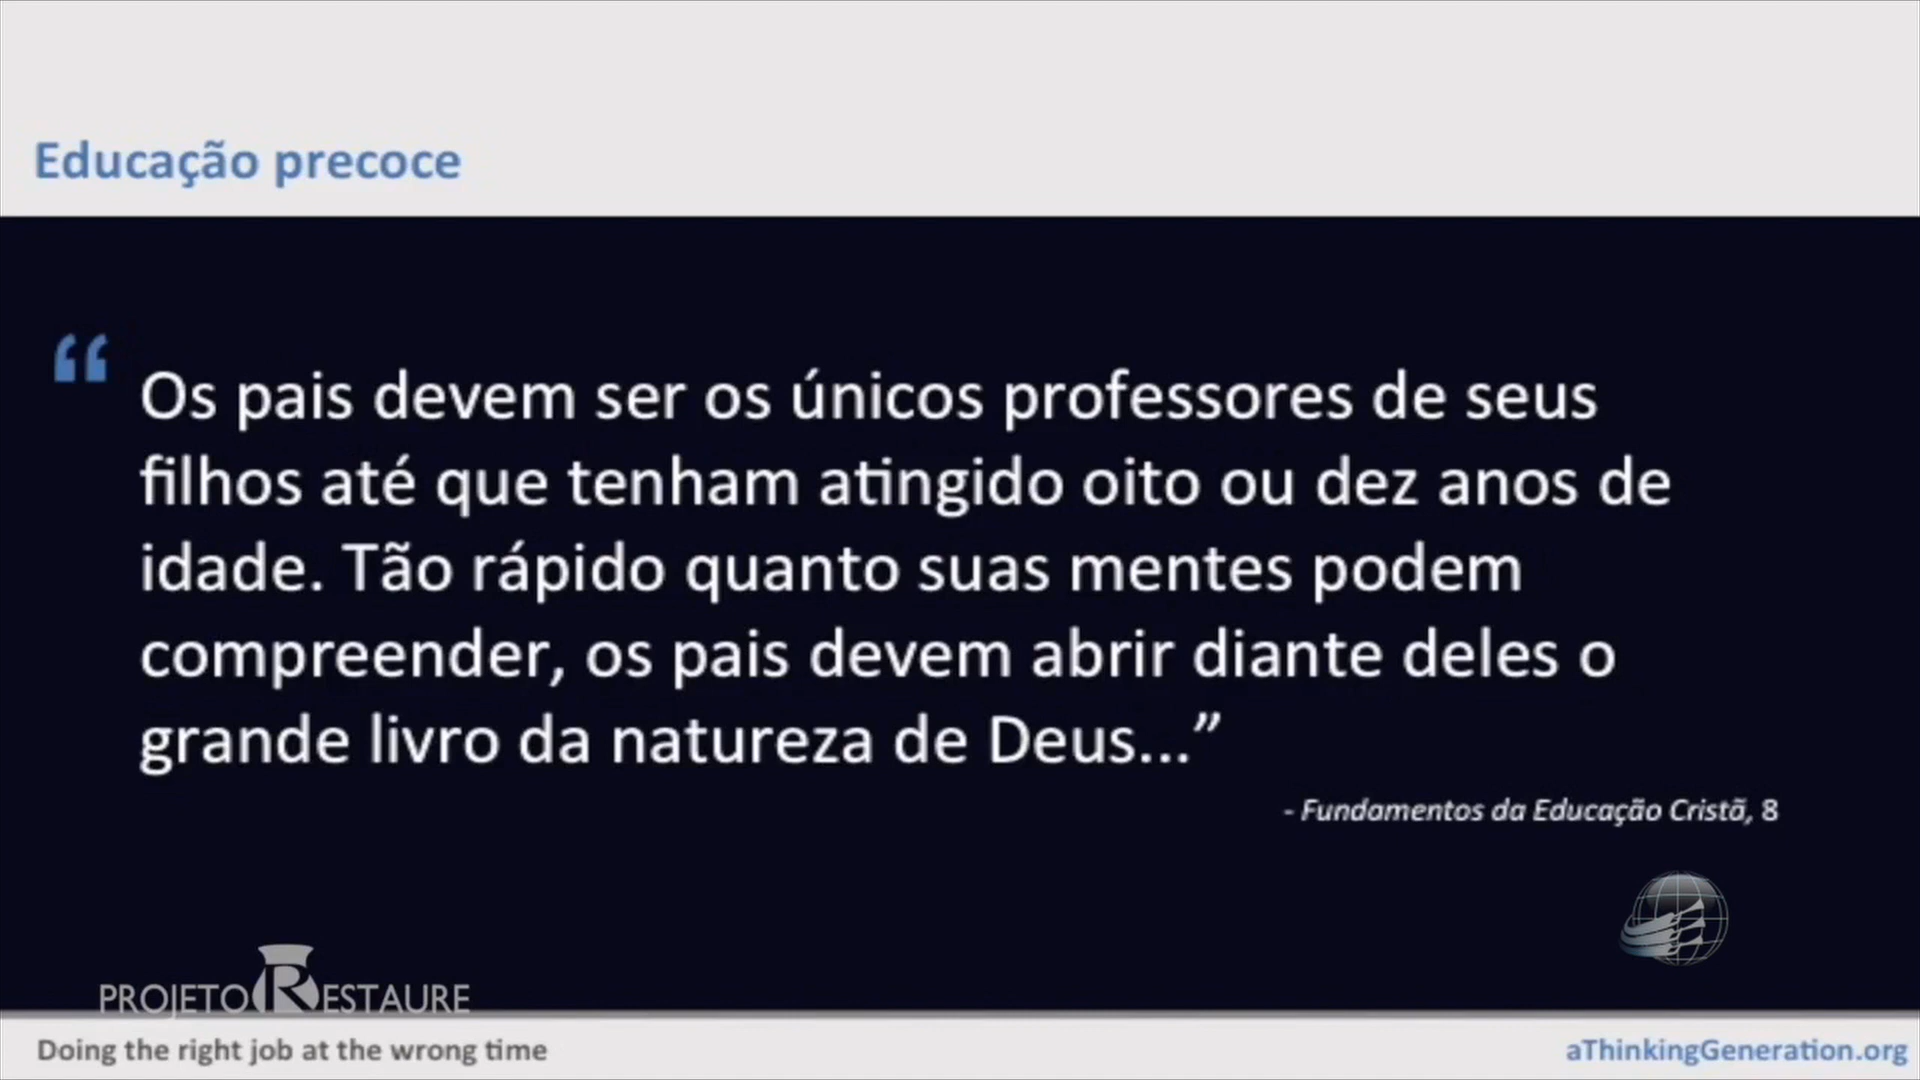 Educação precoce
“ Os pais devem ser os únicos professores de seus
filhos até que tenham atingido oito ou dez anos de
idade. Tão rápido quanto suas mentes podem
compreender, os pais devem abrir diante deles o
grande livro da natureza de Deus...”
- Fundamentos da Educação Cristã, 8
PROJETO RESTAURE
Doing the right job at the wrong time
aThinkingGeneration.org